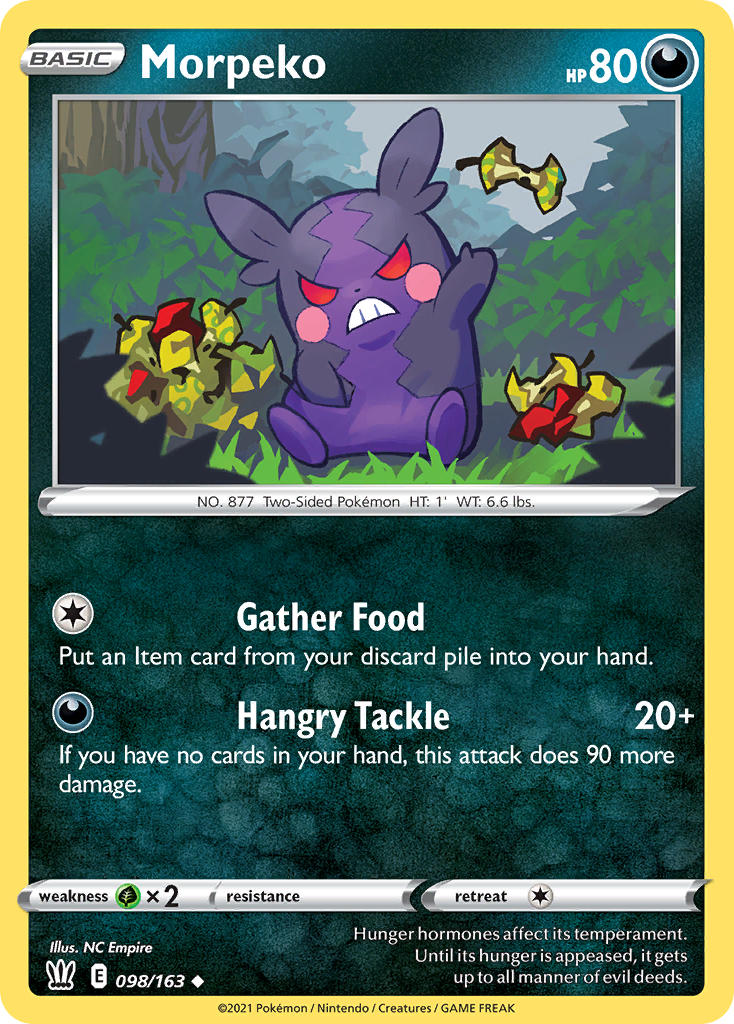 BASIC Morpeko HP 80
NO. 877 Two-Sided Pokémon HT: 1' WT: 6.6 lbs.
Gather Food
Put an Item card from your discard pile into your hand.
Hangry Tackle 20+
If you have no cards in your hand, this attack does 90 more
damage.
weakness ×2 resistance retreat
Illus. NC Empire
Hunger hormones affect its temperament.
Until its hunger is appeased, it gets
up to all manner of evil deeds.
E 098/163
©2021 Pokémon / Nintendo / Creatures / GAME FREAK